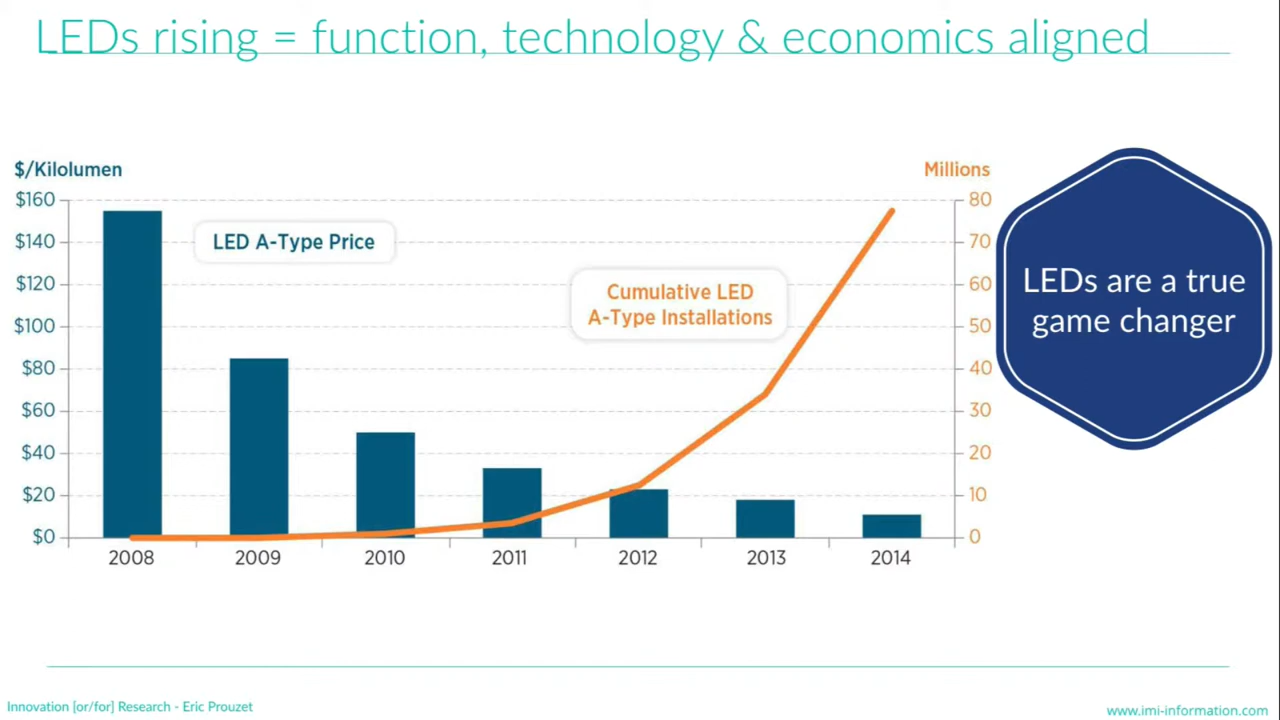 LEDs rising = function, technology & economics aligned
$/Kilolumen
Millions
$160
$140
$120
$100
$80
$60
$40
$20
$0
LED A-Type Price
Cumulative LED
A-Type Installations
80
70
60
50
40
30
20
10
0
2008 2009 2010 2011 2012 2013 2014
LEDs are a true
game changer
Innovation [or/for] Research - Eric Prouzet
www.imi-information.com